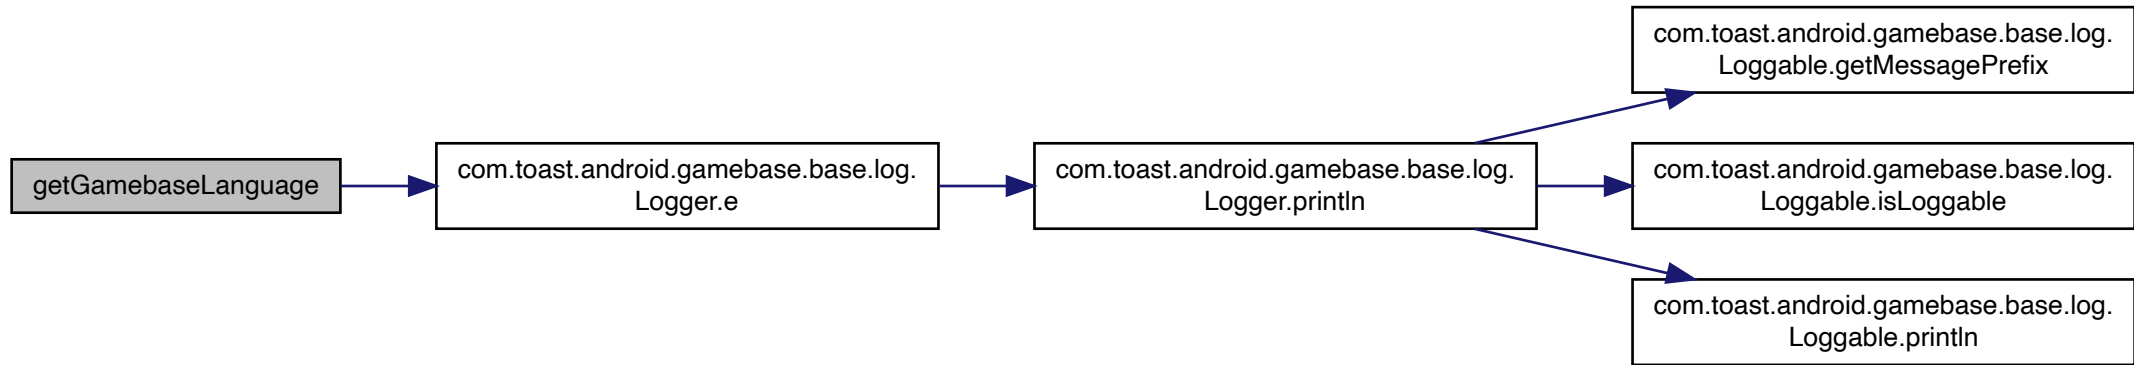 getGamebaseLanguage
com.toast.android.gamebase.base.log.
Logger.e
com.toast.android.gamebase.base.log.
Logger.println
com.toast.android.gamebase.base.log.
Loggable.getMessagePrefix
com.toast.android.gamebase.base.log.
Loggable.isLoggable
com.toast.android.gamebase.base.log.
Loggable.println